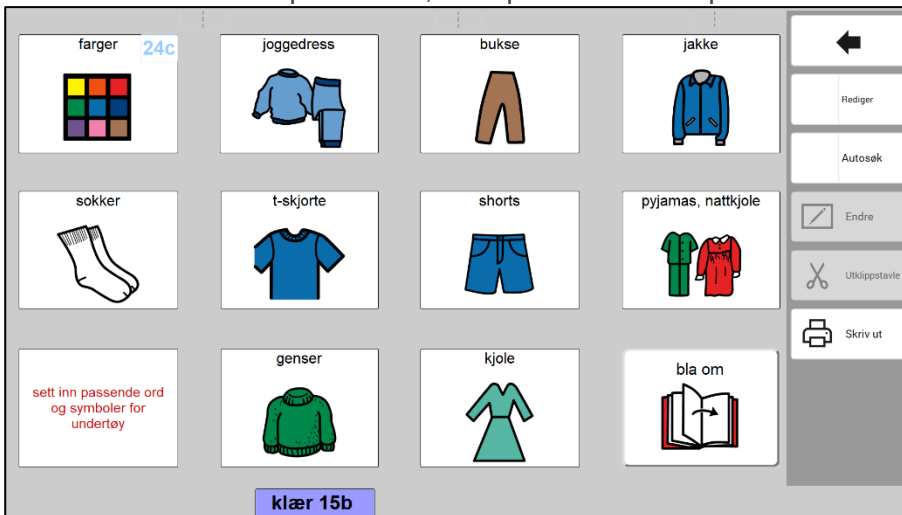 farger 24c
joggedress
bukse
jakke
sokker
t-skjorte
shorts
pyjamas, nattkjole
sett inn passende ord
og symboler for
undertøy
genser
kjole
bla om
klær 15b
Rediger
Autosøk
Endre
Utklippstavle
Skriv ut